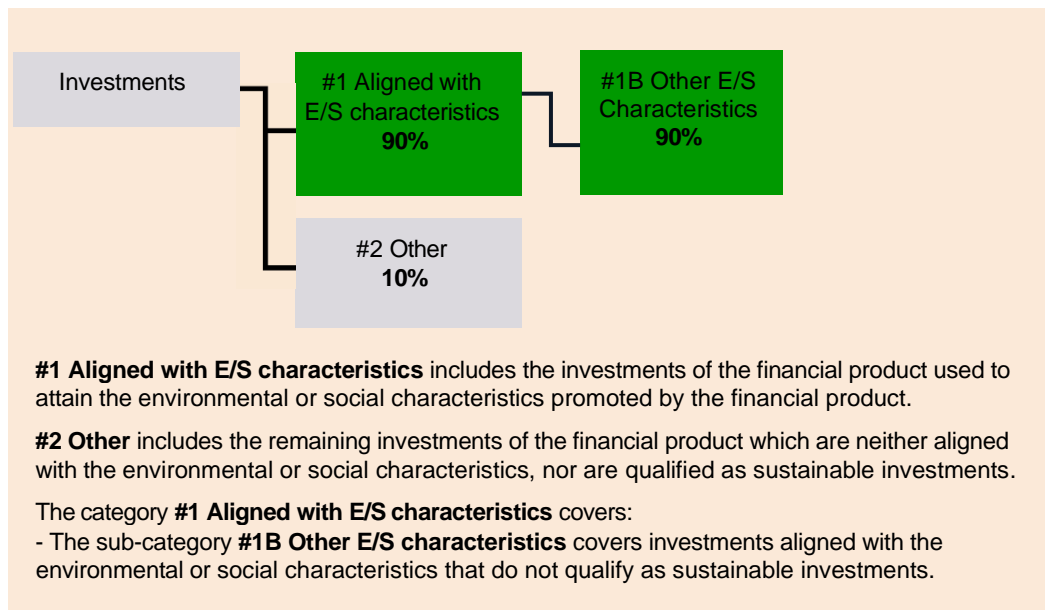 Investments
#1 Aligned with
E/S characteristics
90%
#1B Other E/S
Characteristics
90%
#2 Other
10%
#1 Aligned with E/S characteristics includes the investments of the financial product used to
attain the environmental or social characteristics promoted by the financial product.
#2 Other includes the remaining investments of the financial product which are neither aligned
with the environmental or social characteristics, nor are qualified as sustainable investments.
The category #1 Aligned with E/S characteristics covers:
- The sub-category #1B Other E/S characteristics covers investments aligned with the
environmental or social characteristics that do not qualify as sustainable investments.